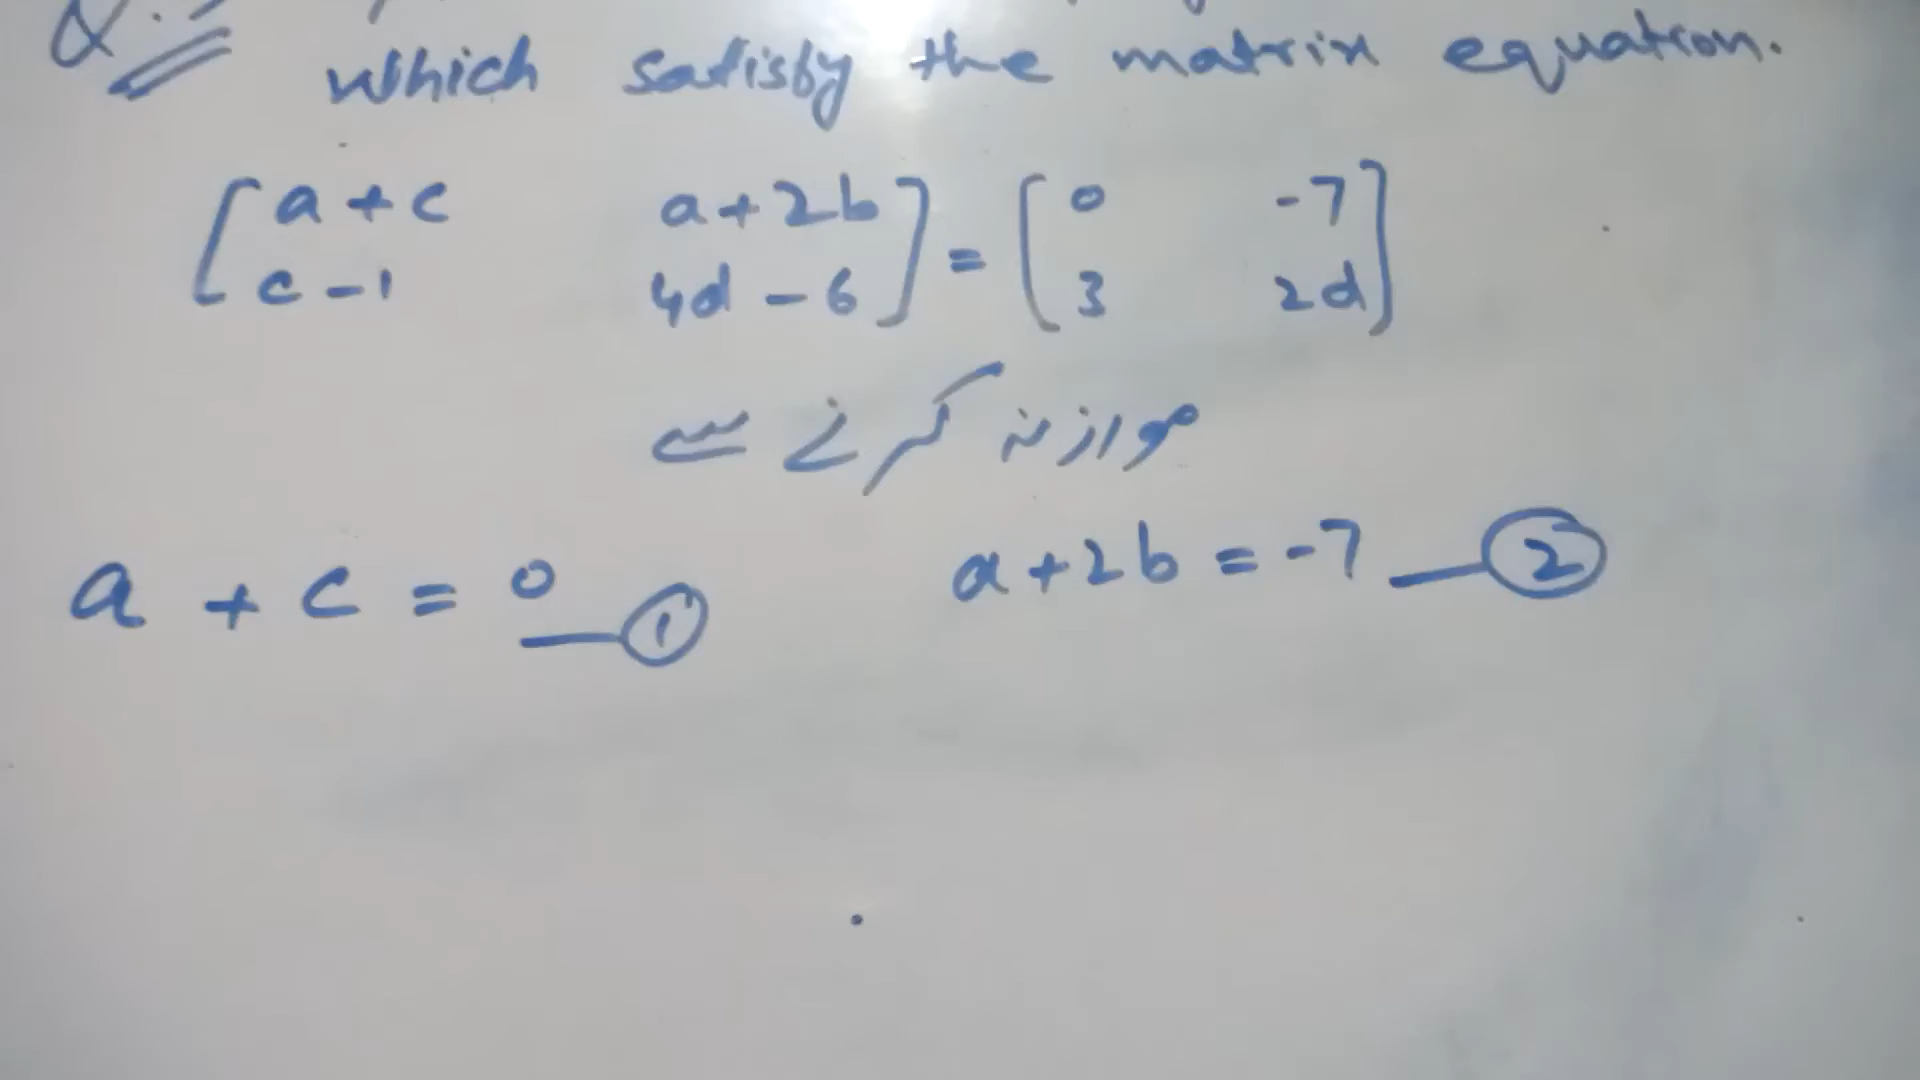 Q.
which satisfy the matrix equation.
[a+c a+2b] = [0 -7]
[c-1 4d-6] [3 2d]
موازنہ کرنے سے
a + c = 0 — ① a+2b = -7 — ②